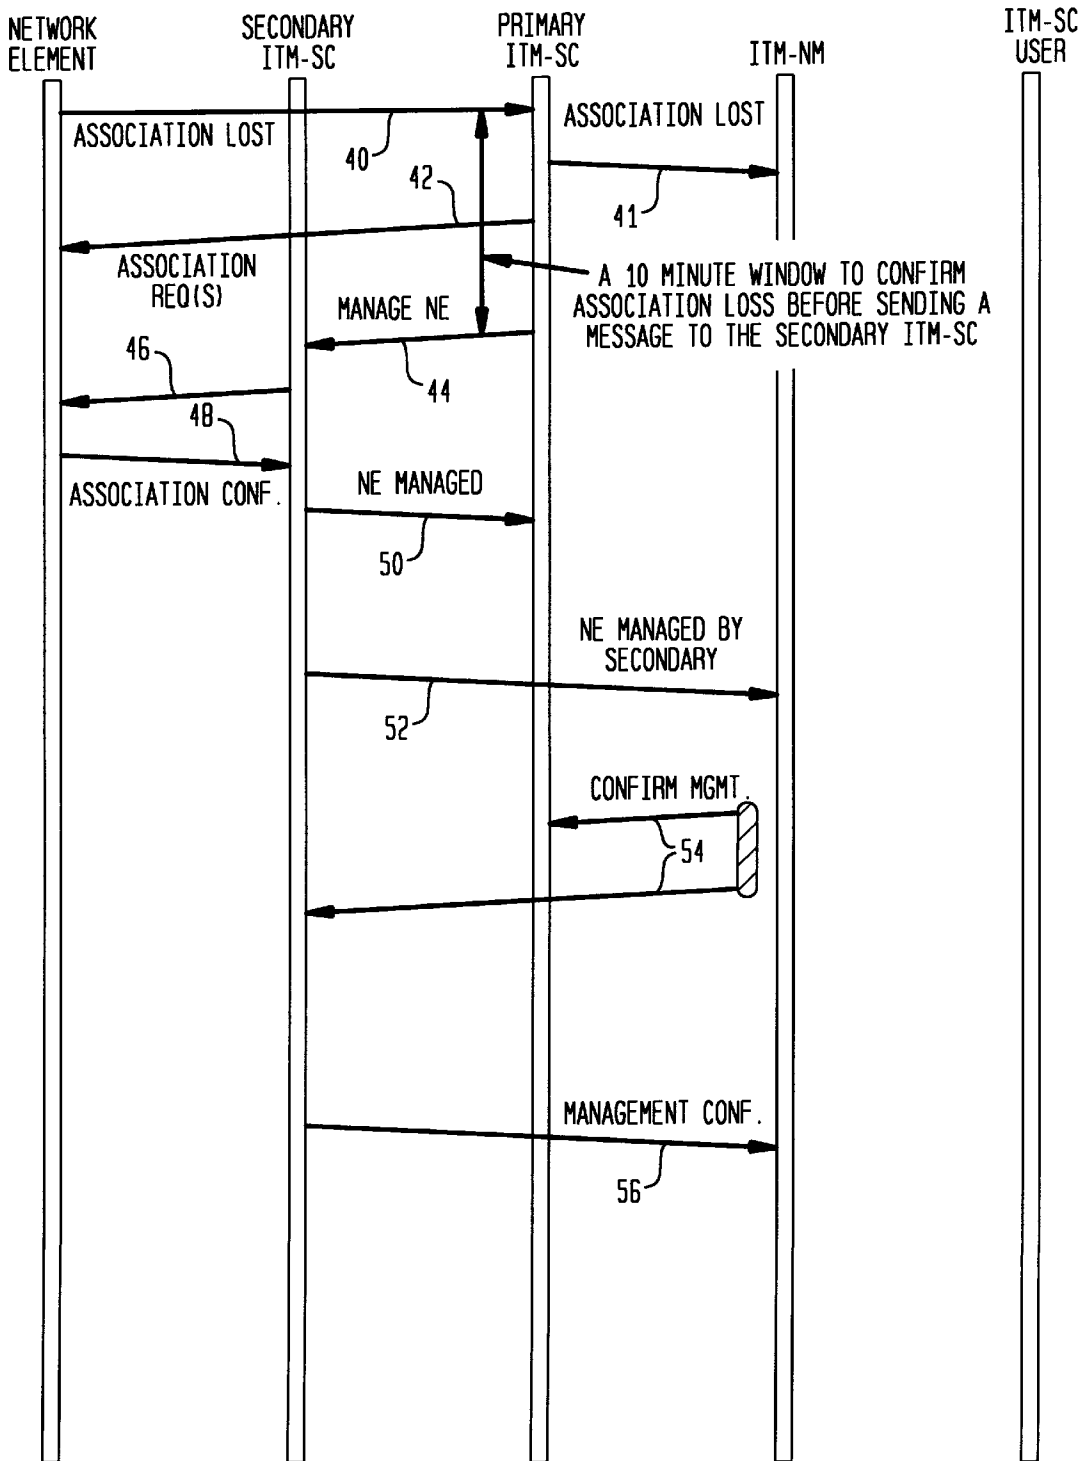 NETWORK
ELEMENT
SECONDARY
ITM-SC
PRIMARY
ITM-SC
ITM-NM
ITM-SC
USER
ASSOCIATION LOST
40
ASSOCIATION LOST
41
42
ASSOCIATION
REQ(S)
A 10 MINUTE WINDOW TO CONFIRM
ASSOCIATION LOSS BEFORE SENDING A
MESSAGE TO THE SECONDARY ITM-SC
MANAGE NE
44
46
48
ASSOCIATION CONF.
NE MANAGED
50
NE MANAGED BY
SECONDARY
52
CONFIRM MGMT.
54
MANAGEMENT CONF.
56